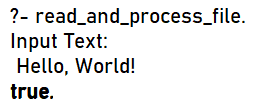 ?- read_and_process_file.
Input Text:
Hello, World!
true.